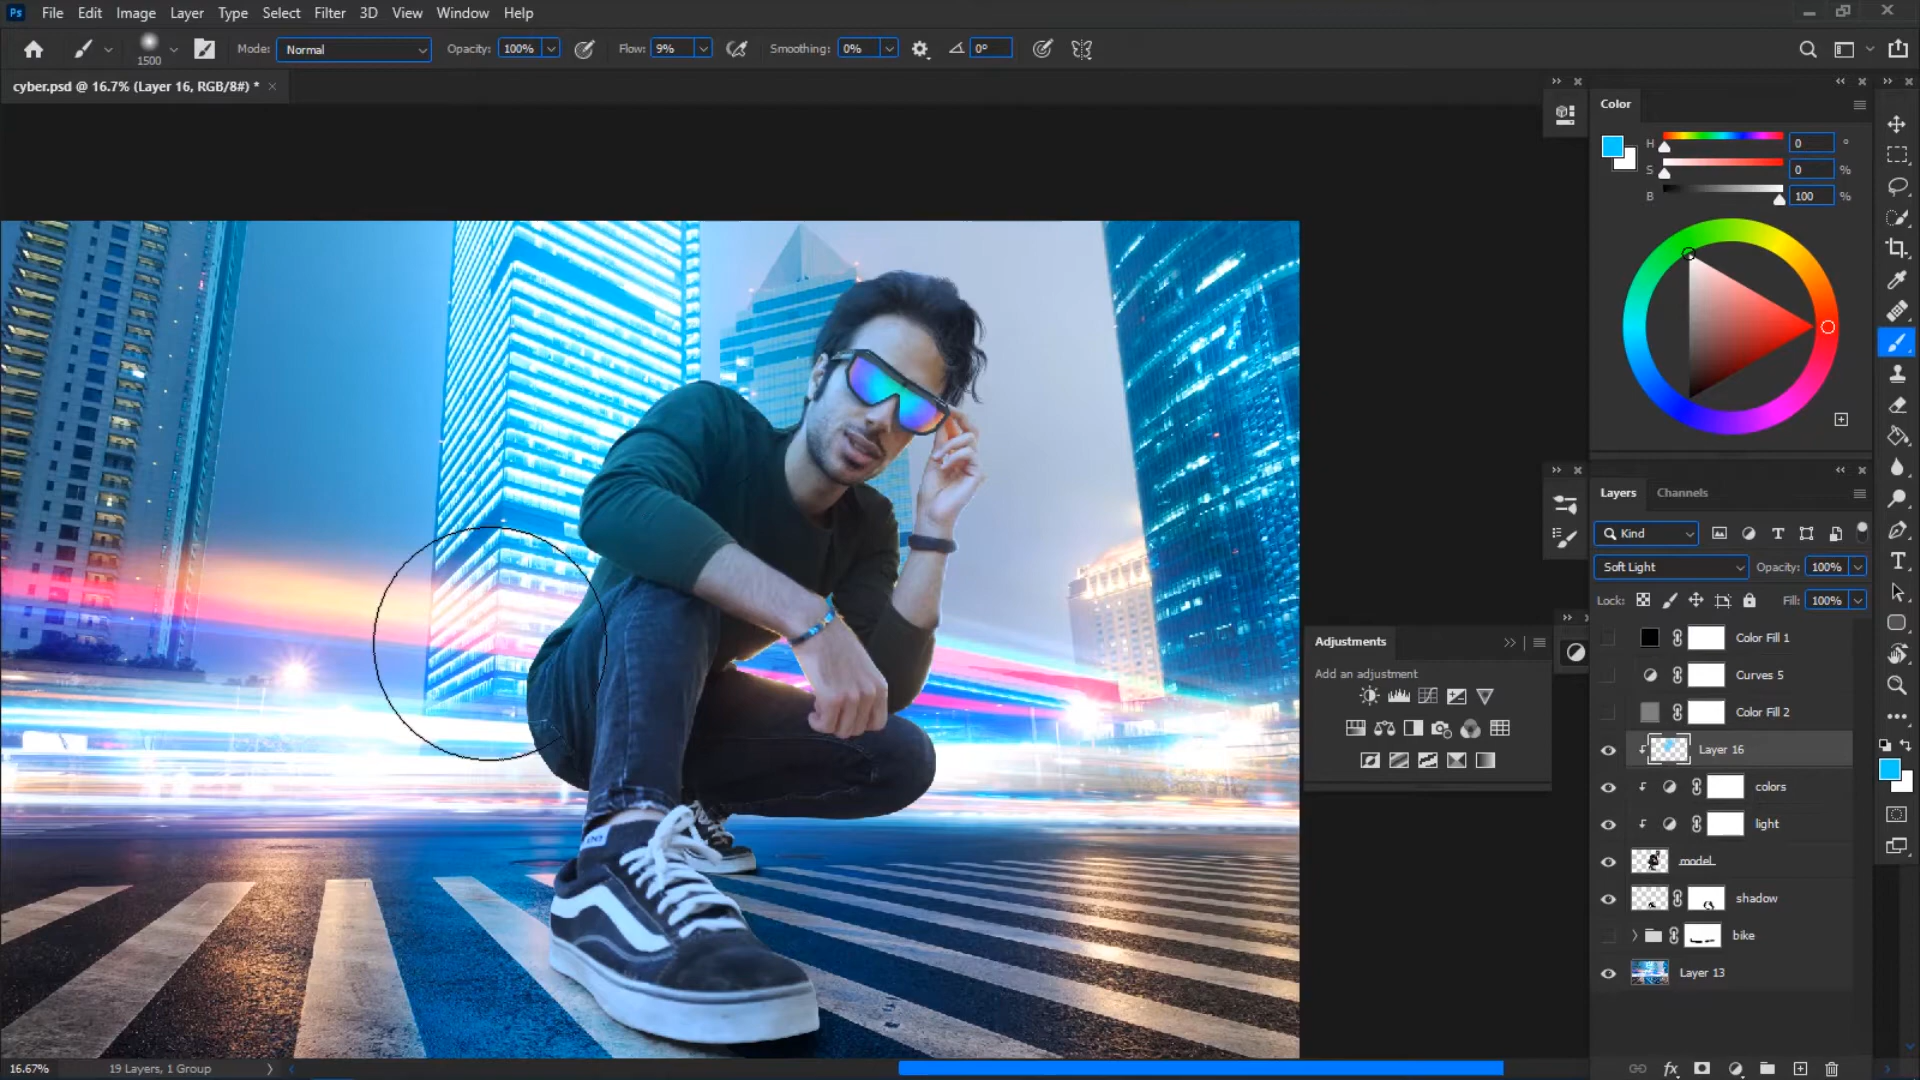 Ps File Edit Image Layer Type Select Filter 3D View Window Help
1500 Mode: Normal Opacity: 100% Flow: 9% Smoothing: 0% 0°
cyber.psd @ 16.7% (Layer 16, RGB/8#) *
Color
H 0 °
S 0 %
B 100 %
Layers Channels
Kind
Soft Light Opacity: 100%
Lock: Fill: 100%
Color Fill 1
Curves 5
Color Fill 2
Layer 16
colors
light
model
shadow
bike
Layer 13
Adjustments
Add an adjustment
16.67% 19 Layers, 1 Group